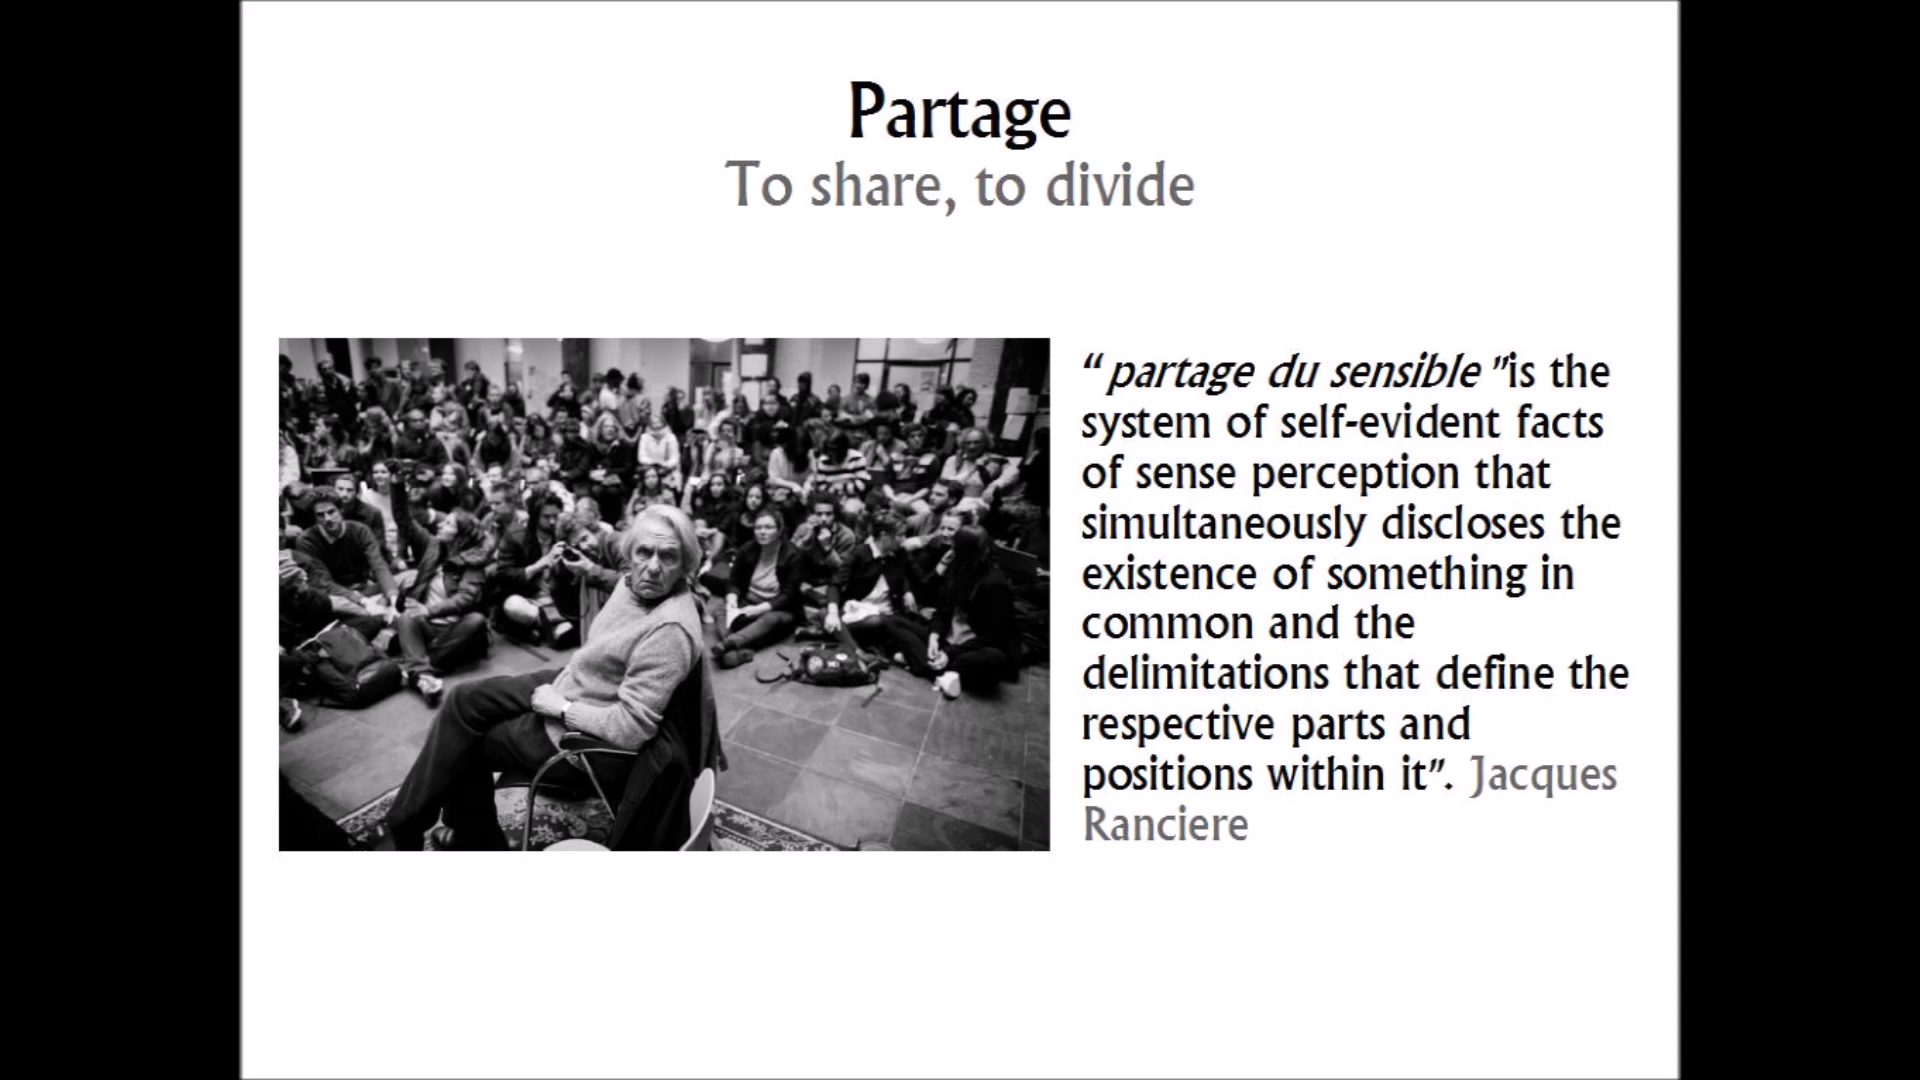 Partage
To share, to divide
“partage du sensible ”is the
system of self-evident facts
of sense perception that
simultaneously discloses the
existence of something in
common and the
delimitations that define the
respective parts and
positions within it”. Jacques
Ranciere